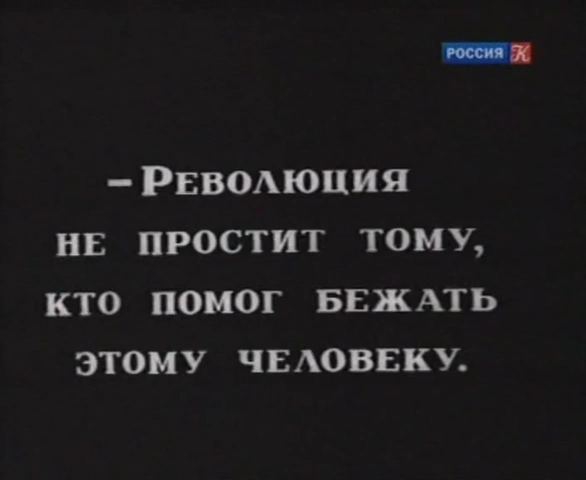 РОССИЯ К
– Революция
не простит тому,
кто помог бежать
этому человеку.